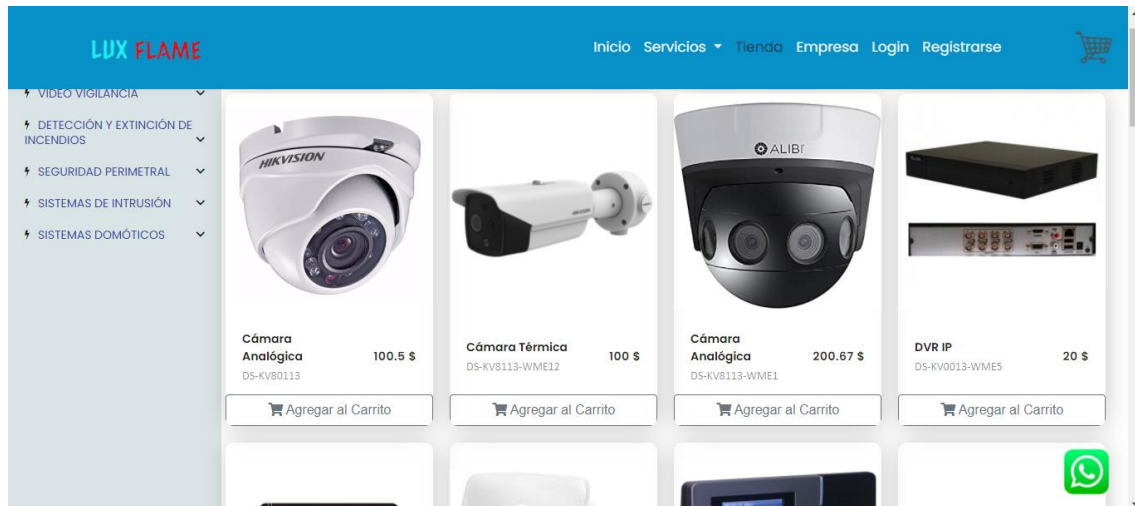 LUX FLAME
Inicio Servicios Tienda Empresa Login Registrarse
VIDEO VIGILANCIA
DETECCIÓN Y EXTINCIÓN DE
INCENDIOS
SEGURIDAD PERIMETRAL
SISTEMAS DE INTRUSIÓN
SISTEMAS DOMÓTICOS
HIKVISION
ALIBI
Cámara
Analógica
100.5 $
DS-KV80113
Agregar al Carrito
Cámara Térmica
100 $
DS-KV8113-WME12
Agregar al Carrito
Cámara
Analógica
200.67 $
DS-KV8113-WME1
Agregar al Carrito
DVR IP
20 $
DS-KV0013-WME5
Agregar al Carrito